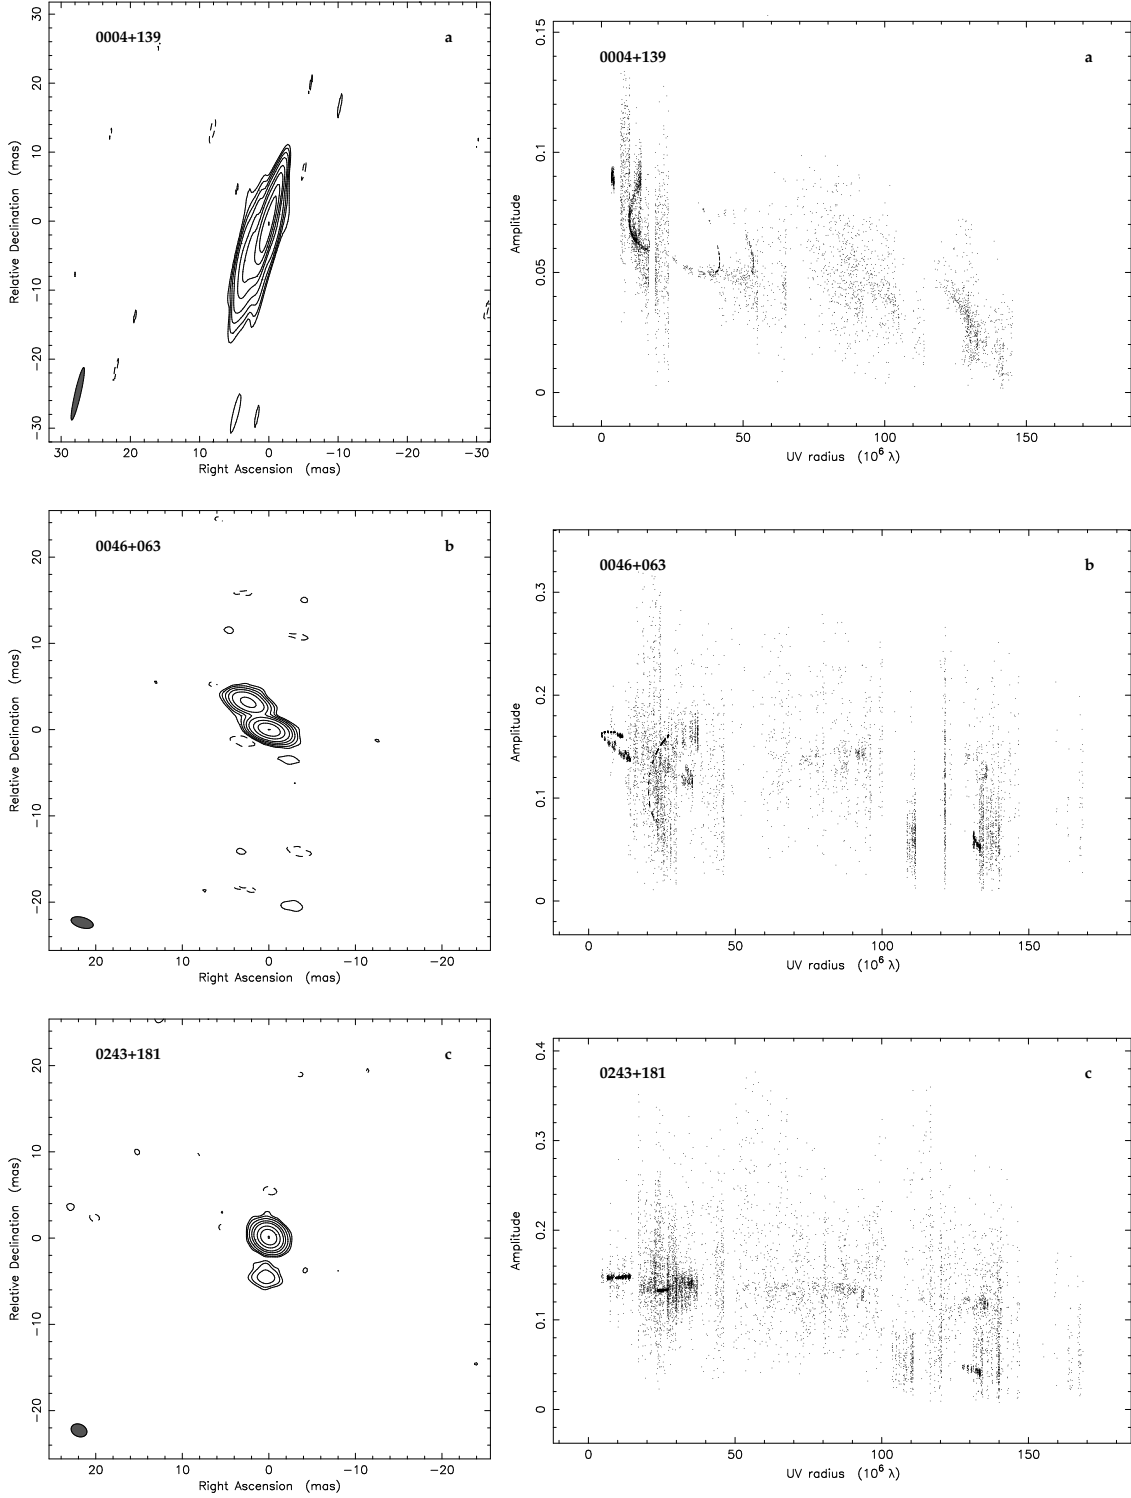 0004+139 a
30
20
10
0
−10
−20
−30
Relative Declination (mas)
30 20 10 0 −10 −20 −30
Right Ascension (mas)
0004+139 a
0.15
0.1
0.05
0
Amplitude
0 50 100 150
UV radius (10⁶ λ)
0046+063 b
20
10
0
−10
−20
Relative Declination (mas)
20 10 0 −10 −20
Right Ascension (mas)
0046+063 b
0.3
0.2
0.1
0
Amplitude
0 50 100 150
UV radius (10⁶ λ)
0243+181 c
20
10
0
−10
−20
Relative Declination (mas)
20 10 0 −10 −20
Right Ascension (mas)
0243+181 c
0.4
0.3
0.2
0.1
0
Amplitude
0 50 100 150
UV radius (10⁶ λ)